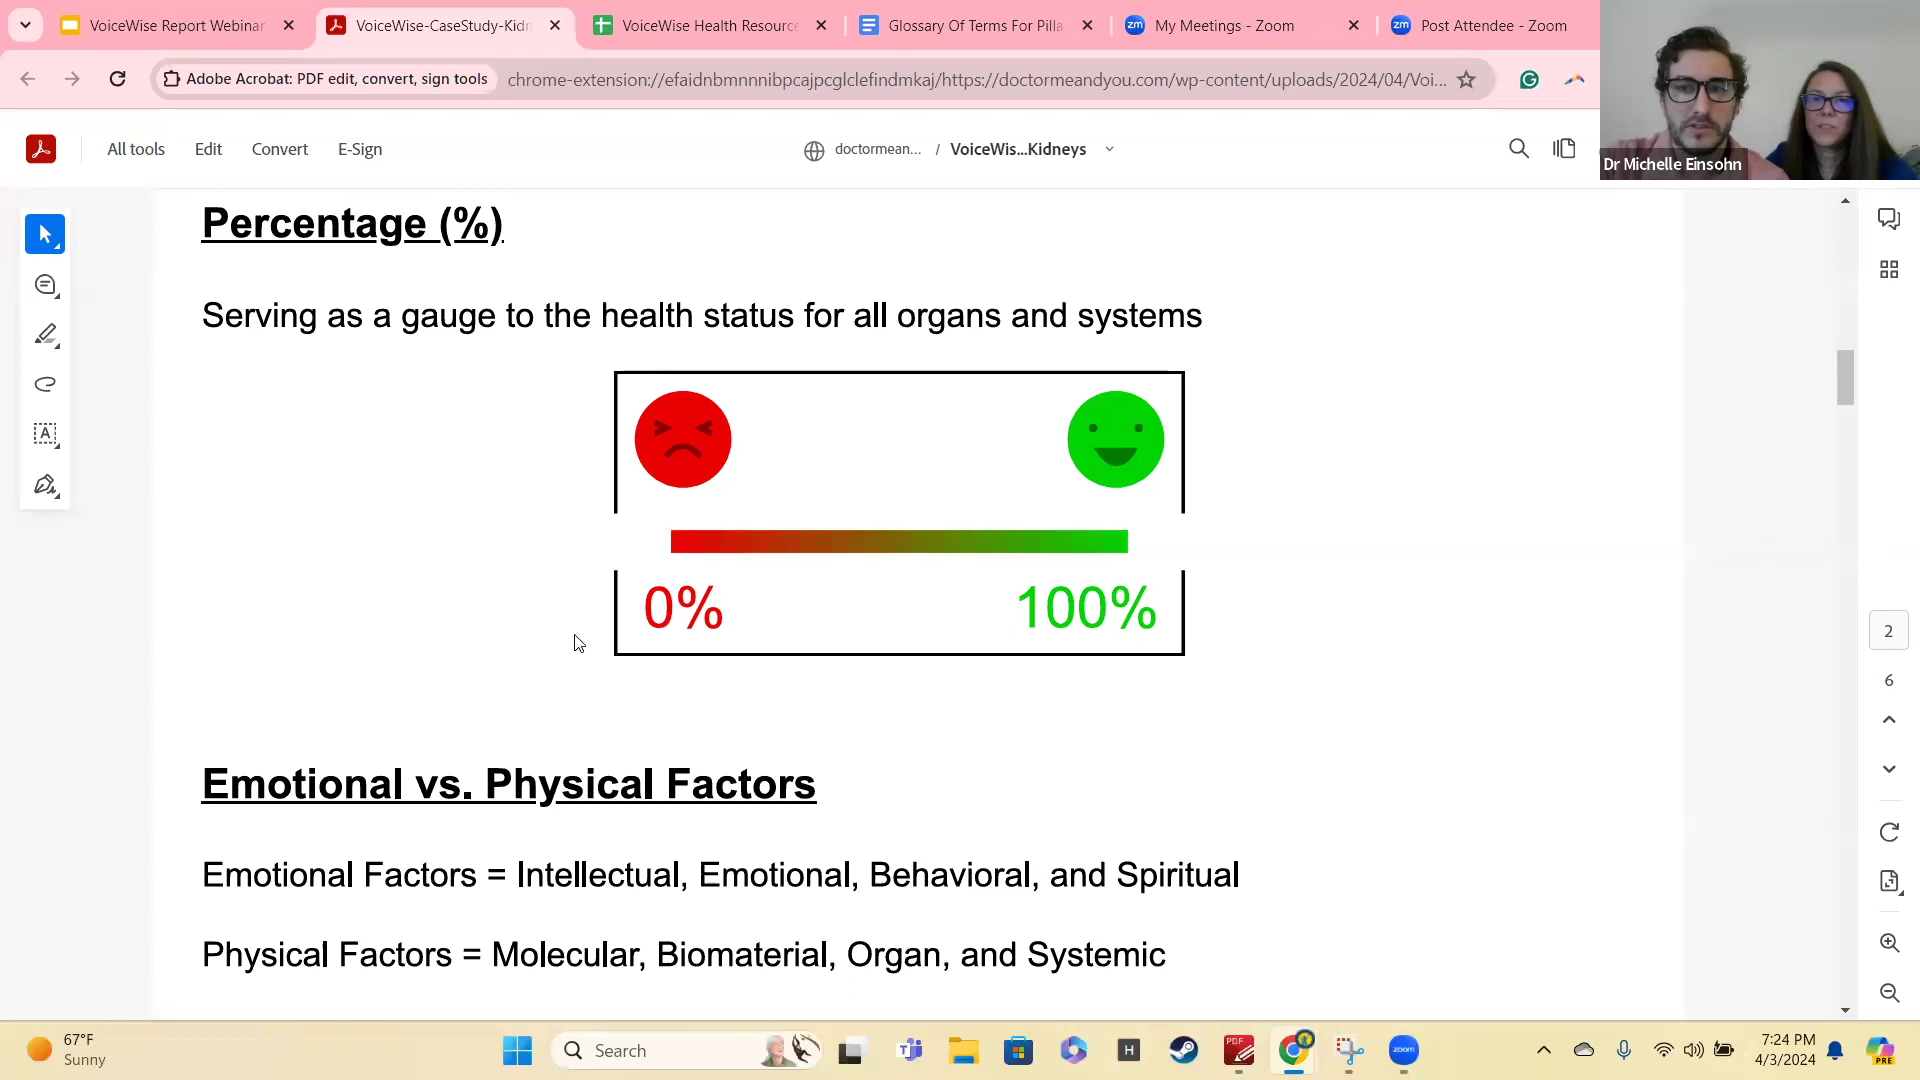 VoiceWise Report Webinar
VoiceWise-CaseStudy-Kidn
VoiceWise Health Resource
Glossary Of Terms For Pilla
My Meetings - Zoom
Post Attendee - Zoom
Adobe Acrobat: PDF edit, convert, sign tools
chrome-extension://efaidnbmnnnibpcajpcglclefindmkaj/https://doctormeandyou.com/wp-content/uploads/2024/04/Voi...
All tools
Edit
Convert
E-Sign
doctormean... / VoiceWis...Kidneys
Dr Michelle Einsohn
Percentage (%)
Serving as a gauge to the health status for all organs and systems
0%
100%
Emotional vs. Physical Factors
Emotional Factors = Intellectual, Emotional, Behavioral, and Spiritual
Physical Factors = Molecular, Biomaterial, Organ, and Systemic
2
6
67°F
Sunny
Search
PDF
zoom
7:24 PM
4/3/2024
PRE